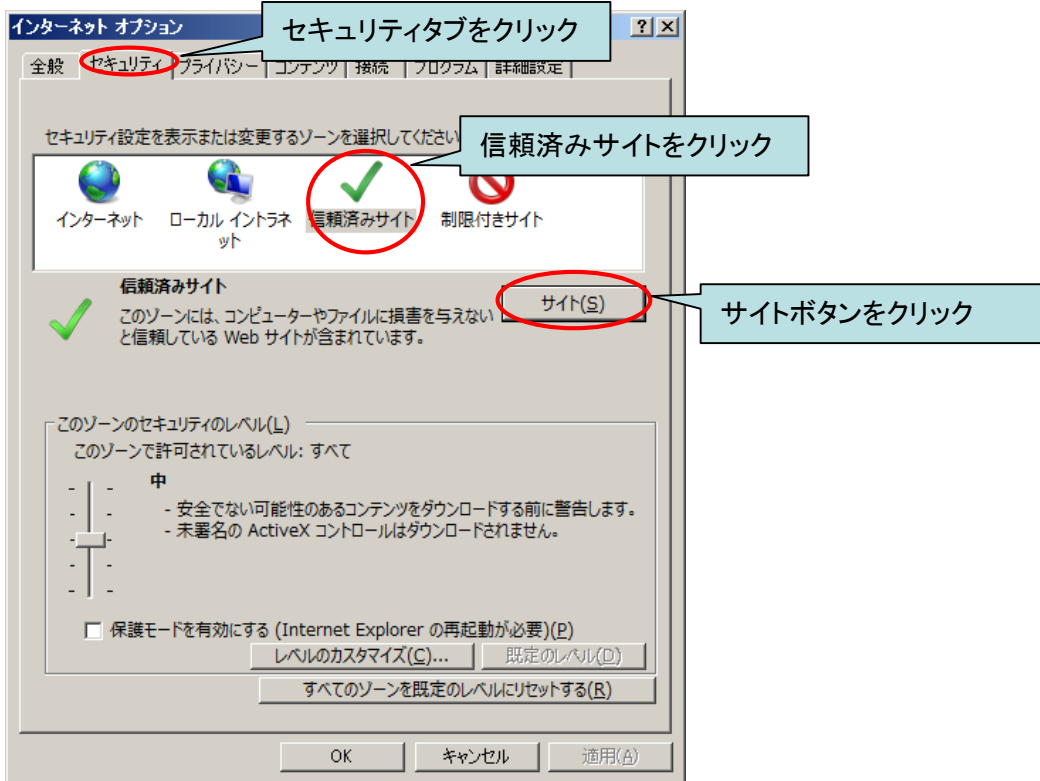 インターネット オプション
セキュリティタブをクリック
全般 セキュリティ プライバシー コンテンツ 接続 プログラム 詳細設定
セキュリティ設定を表示または変更するゾーンを選択してください
信頼済みサイトをクリック
インターネット
ローカル イントラネ
ット
信頼済みサイト
制限付きサイト
信頼済みサイト
このゾーンには、コンピューターやファイルに損害を与えない
と信頼している Web サイトが含まれています。
サイト(S)
サイトボタンをクリック
このゾーンのセキュリティのレベル(L)
このゾーンで許可されているレベル: すべて
中
- 安全でない可能性のあるコンテンツをダウンロードする前に警告します。
- 未署名の ActiveX コントロールはダウンロードされません。
保護モードを有効にする (Internet Explorer の再起動が必要)(P)
レベルのカスタマイズ(C)... 既定のレベル(D)
すべてのゾーンを既定のレベルにリセットする(R)
OK キャンセル 適用(A)